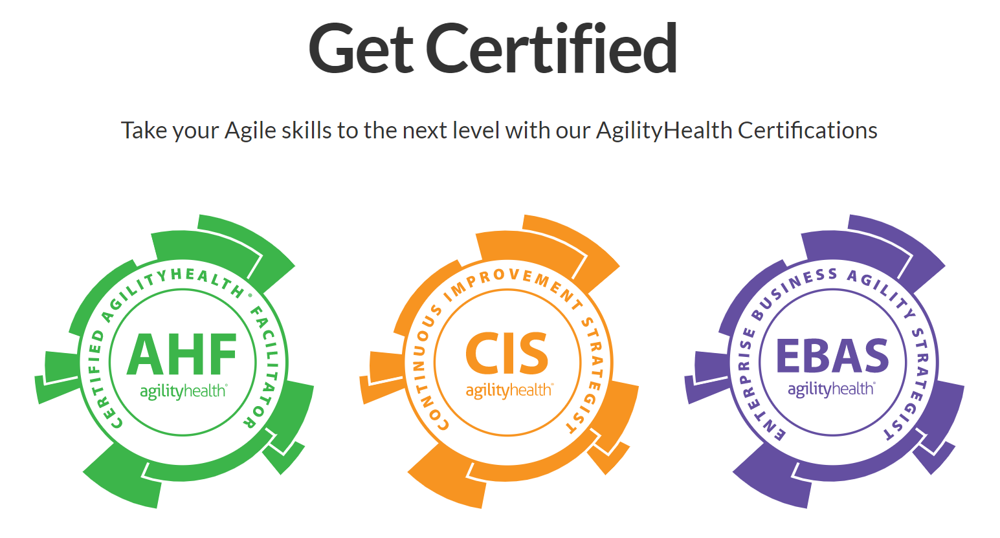 Get Certified
Take your Agile skills to the next level with our AgilityHealth Certifications
CERTIFIED AGILITYHEALTH® FACILITATOR
AHF
agilityhealth®
CONTINUOUS IMPROVEMENT STRATEGIST
CIS
agilityhealth®
ENTERPRISE BUSINESS AGILITY STRATEGIST
EBAS
agilityhealth®